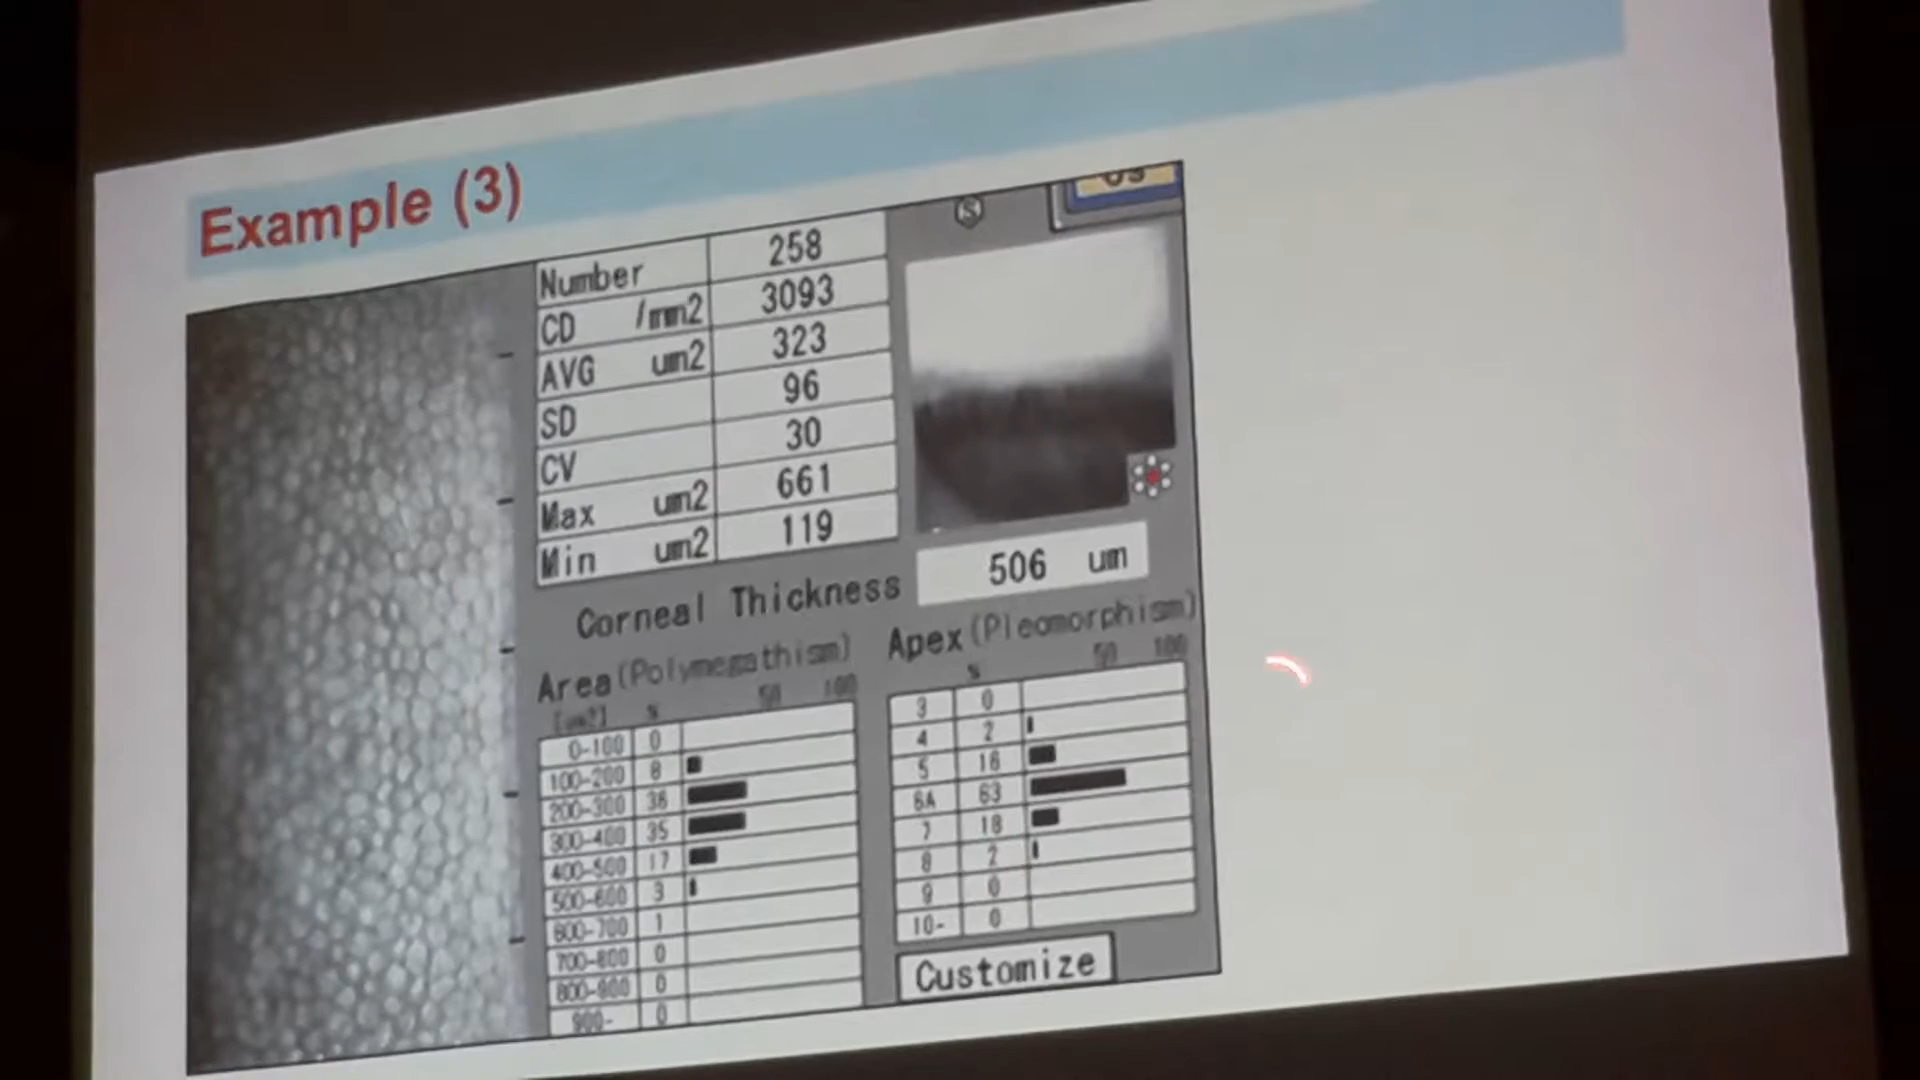 Example (3)
Number 258
CD /mm2 3093
AVG um2 323
SD 96
CV 30
Max um2 661
Min um2 119
S
Corneal Thickness 506 um
Area (Polymegathism)
[um2] % 50 100
0-100 0
100-200 8
200-300 36
300-400 35
400-500 17
500-600 3
600-700 1
700-800 0
800-900 0
900- 0
Apex (Pleomorphism)
% 50 100
3 0
4 2
5 16
6A 63
7 18
8 2
9 0
10- 0
Customize